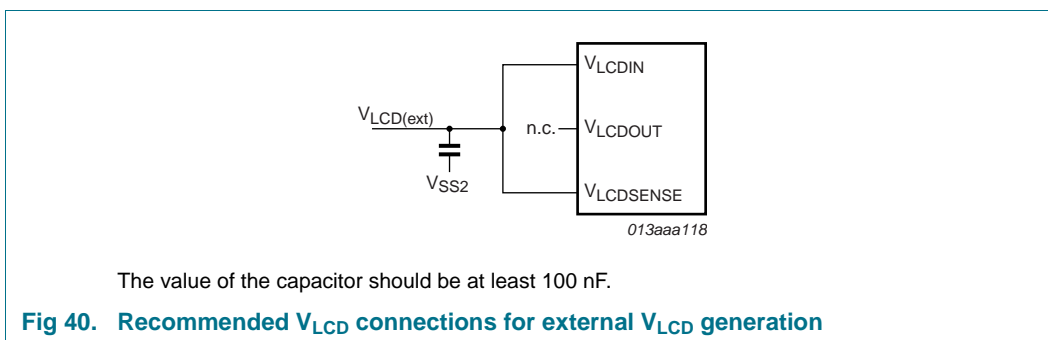 VLCDIN
VLCD(ext)
n.c.
VLCDOUT
VSS2
VLCDSENSE
013aaa118
The value of the capacitor should be at least 100 nF.
Fig 40. Recommended VLCD connections for external VLCD generation